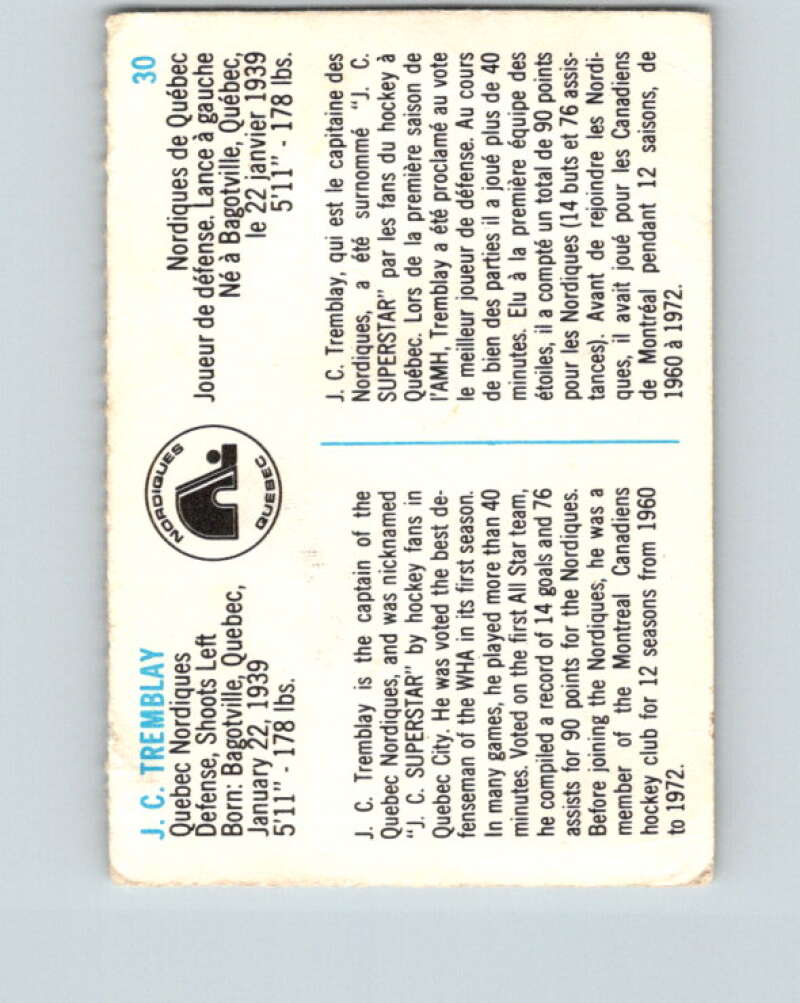 J. C. TREMBLAY
Quebec Nordiques
Defense, Shoots Left
Born: Bagotville, Quebec,
January 22, 1939
5'11" - 178 lbs.
NORDIQUES
QUÉBEC
30
Nordiques de Québec
Joueur de défense. Lance à gauche
Né à Bagotville, Québec,
le 22 janvier 1939
5'11" - 178 lbs.
J. C. Tremblay is the captain of the
Quebec Nordiques, and was nicknamed
"J. C. SUPERSTAR" by hockey fans in
Quebec City. He was voted the best de-
fenseman of the WHA in its first season.
In many games, he played more than 40
minutes. Voted on the first All Star team,
he compiled a record of 14 goals and 76
assists for 90 points for the Nordiques.
Before joining the Nordiques, he was a
member of the Montreal Canadiens
hockey club for 12 seasons from 1960
to 1972.
J. C. Tremblay, qui est le capitaine des
Nordiques, a été surnommé "J. C.
SUPERSTAR" par les fans du hockey à
Québec. Lors de la première saison de
l'AMH, Tremblay a été proclamé au vote
le meilleur joueur de défense. Au cours
de bien des parties il a joué plus de 40
minutes. Elu à la première équipe des
étoiles, il a compté un total de 90 points
pour les Nordiques (14 buts et 76 assis-
tances). Avant de rejoindre les Nordi-
ques, il avait joué pour les Canadiens
de Montréal pendant 12 saisons, de
1960 à 1972.